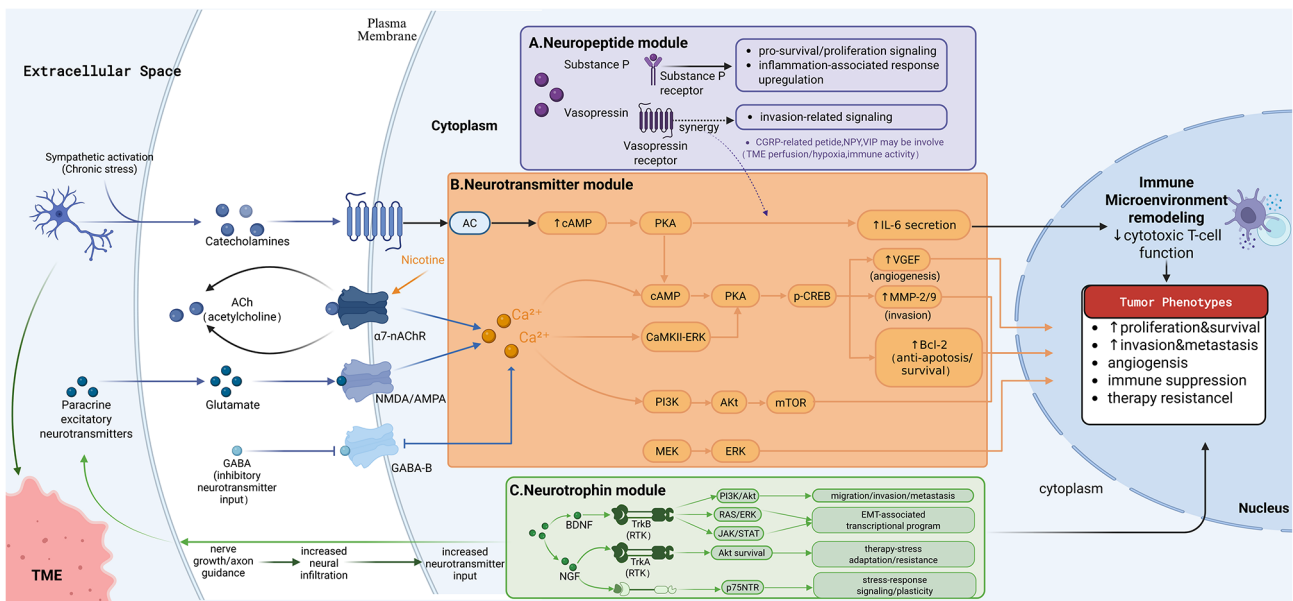 Plasma
Membrane
Extracellular Space
Cytoplasm
Sympathetic activation
(Chronic stress)
Catecholamines
Nicotine
ACh
(acetylcholine)
α7-nAChR
Paracrine
excitatory
neurotransmitters
Glutamate
NMDA/AMPA
GABA
(inhibitory
neurotransmitter
input)
GABA-B
Ca²⁺
Ca²⁺
TME
nerve
growth/axon
guidance
increased
neural
infiltration
increased
neurotransmitter
input
A.Neuropeptide module
Substance P
Substance P
receptor
• pro-survival/proliferation signaling
• inflammation-associated response
upregulation
Vasopressin
Vasopressin
receptor
synergy
• invasion-related signaling
• CGRP-related petide,NPY,VIP may be involve
(TME perfusion/hypoxia,immune activity)
B.Neurotransmitter module
AC
↑cAMP
PKA
↑IL-6 secretion
cAMP
PKA
p-CREB
↑VGEF
(angiogenesis)
↑MMP-2/9
(invasion)
CaMKII-ERK
↑Bcl-2
(anti-apotosis/
survival)
PI3K
AKt
mTOR
MEK
ERK
C.Neurotrophin module
BDNF
TrkB
(RTK)
PI3K/Akt
migration/invasion/metastasis
RAS/ERK
JAK/STAT
EMT-associated
transcriptional program
NGF
TrkA
(RTK)
Akt survival
therapy-stress
adaptation/resistance
p75NTR
stress-response
signaling/plasticity
Immune
Microenvironment
remodeling
↓cytotoxic T-cell
function
Tumor Phenotypes
• ↑proliferation&survival
• ↑invasion&metastasis
• angiogensis
• immune suppression
• therapy resistancel
cytoplasm
Nucleus